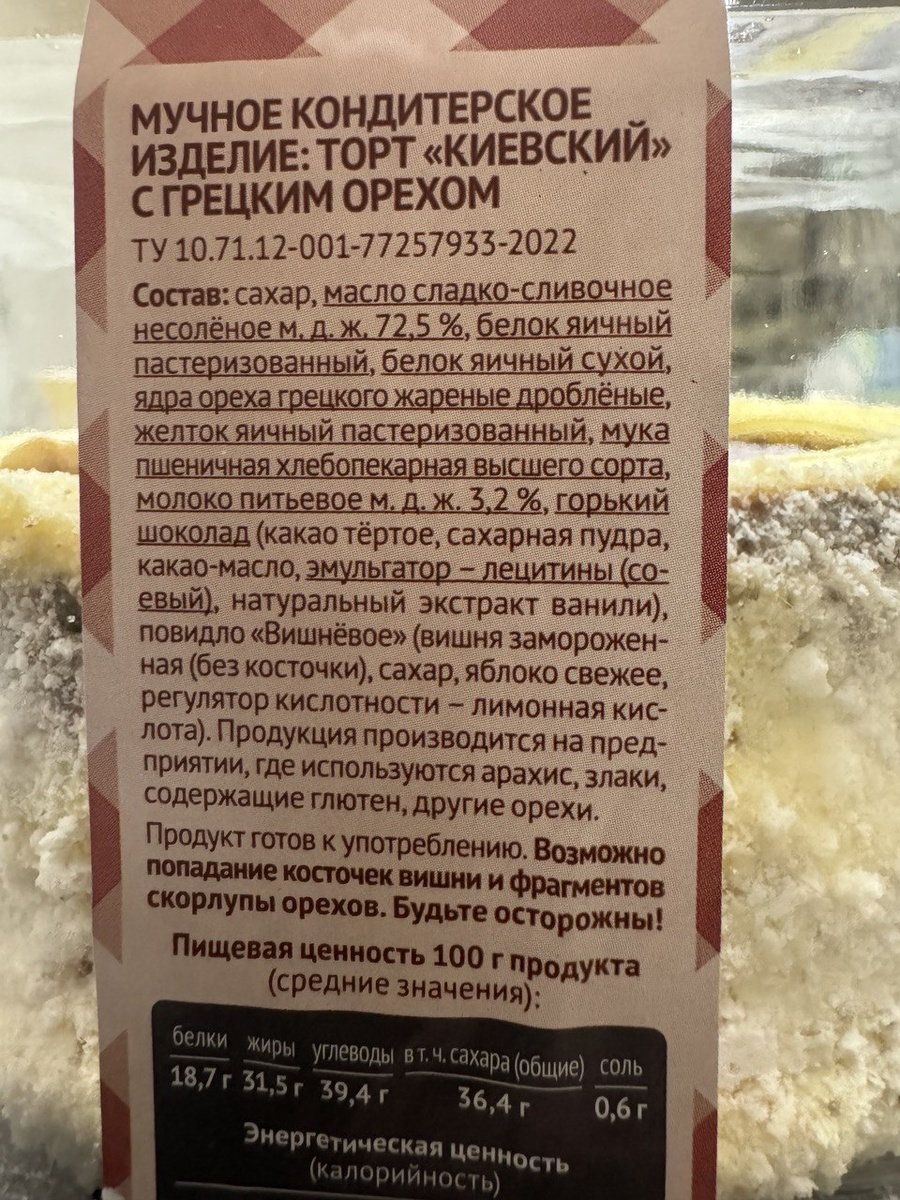 МУЧНОЕ КОНДИТЕРСКОЕ
ИЗДЕЛИЕ: ТОРТ «КИЕВСКИЙ»
С ГРЕЦКИМ ОРЕХОМ
ТУ 10.71.12-001-77257933-2022
Состав: сахар, масло сладко-сливочное
несолёное м. д. ж. 72,5 %, белок яичный
пастеризованный, белок яичный сухой,
ядра ореха грецкого жареные дроблёные,
желток яичный пастеризованный, мука
пшеничная хлебопекарная высшего сорта,
молоко питьевое м. д. ж. 3,2 %, горький
шоколад (какао тёртое, сахарная пудра,
какао-масло, эмульгатор – лецитины (со-
евый), натуральный экстракт ванили),
повидло «Вишнёвое» (вишня заморожен-
ная (без косточки), сахар, яблоко свежее,
регулятор кислотности – лимонная кис-
лота). Продукция производится на пред-
приятии, где используются арахис, злаки,
содержащие глютен, другие орехи.
Продукт готов к употреблению. Возможно
попадание косточек вишни и фрагментов
скорлупы орехов. Будьте осторожны!
Пищевая ценность 100 г продукта
(средние значения):
белки жиры углеводы в т. ч. сахара (общие) соль
18,7 г 31,5 г 39,4 г 36,4 г 0,6 г
Энергетическая ценность
(калорийность)